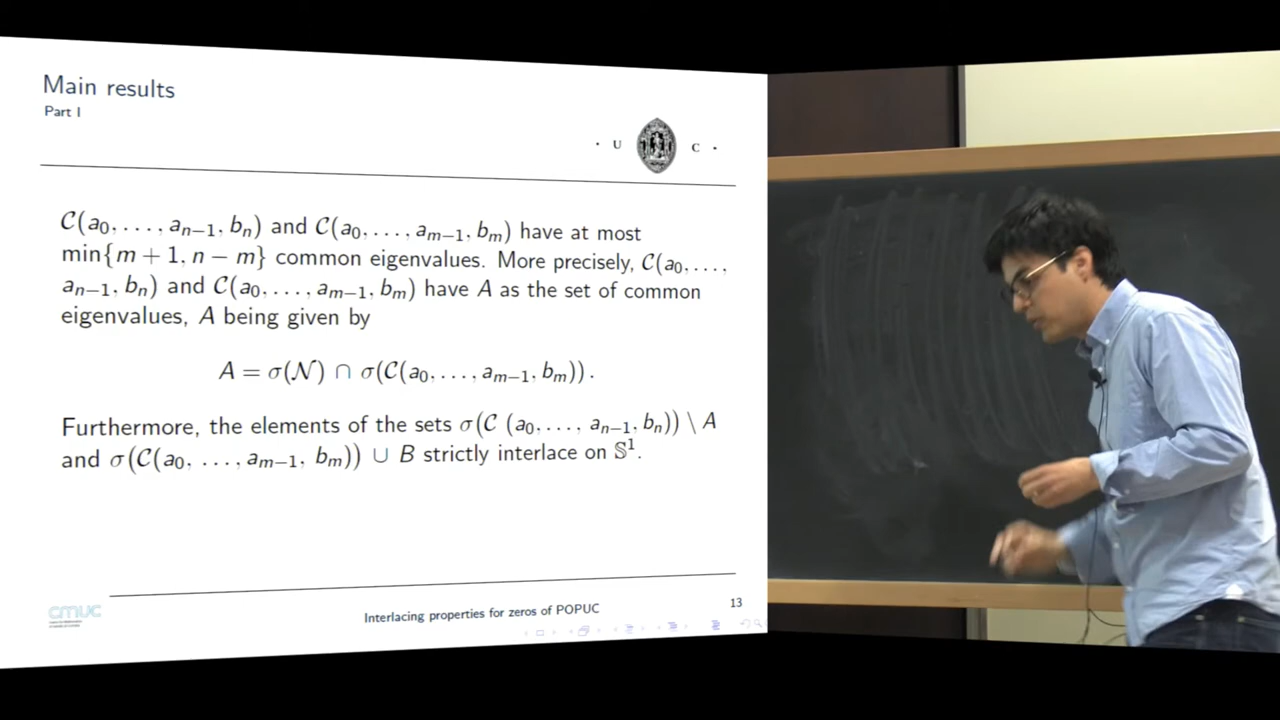 Main results
Part I
· U C ·
𝒞(a₀, . . . , aₙ₋₁, bₙ) and 𝒞(a₀, . . . , aₘ₋₁, bₘ) have at most
min{m + 1, n − m} common eigenvalues. More precisely, 𝒞(a₀, . . . ,
aₙ₋₁, bₙ) and 𝒞(a₀, . . . , aₘ₋₁, bₘ) have A as the set of common
eigenvalues, A being given by
A = σ(𝒩) ∩ σ(𝒞(a₀, . . . , aₘ₋₁, bₘ)) .
Furthermore, the elements of the sets σ(𝒞 (a₀, . . . , aₙ₋₁, bₙ)) \ A
and σ(𝒞(a₀, . . . , aₘ₋₁, bₘ)) ∪ B strictly interlace on 𝕊¹.
cmuc
Interlacing properties for zeros of POPUC
13